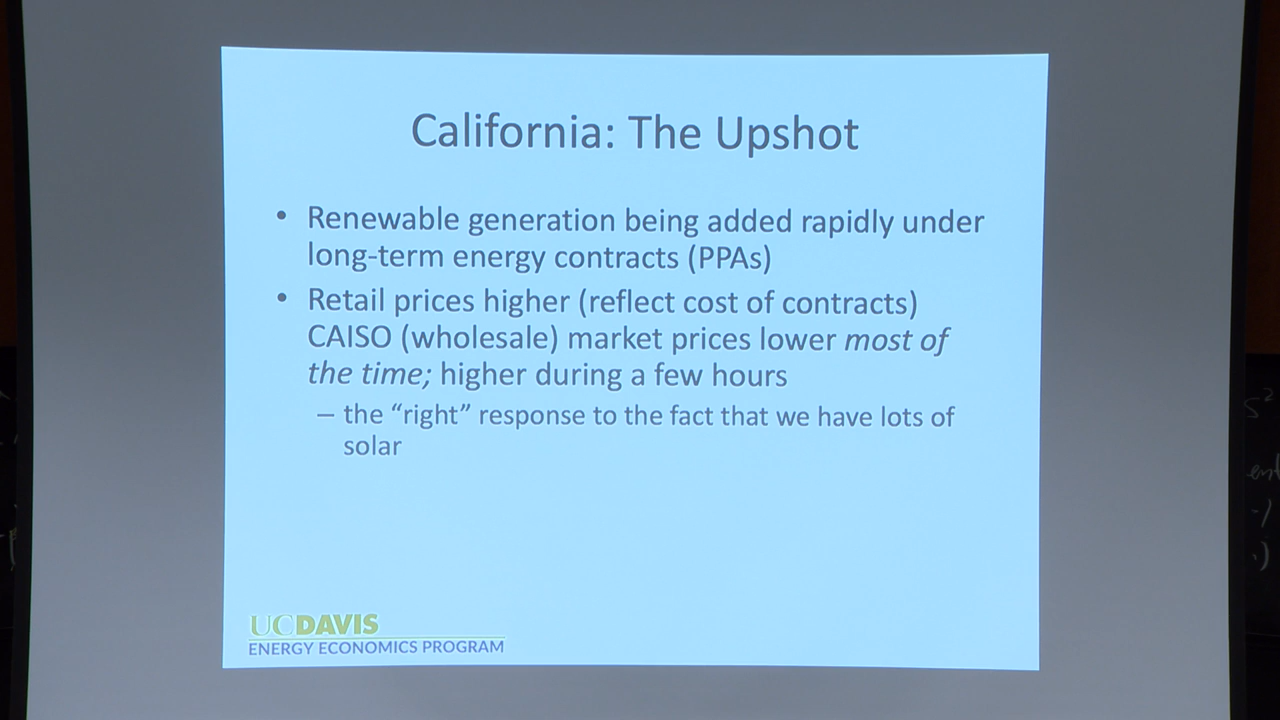 California: The Upshot
• Renewable generation being added rapidly under
long-term energy contracts (PPAs)
• Retail prices higher (reflect cost of contracts)
CAISO (wholesale) market prices lower most of
the time; higher during a few hours
– the “right” response to the fact that we have lots of
solar
UCDAVIS
ENERGY ECONOMICS PROGRAM